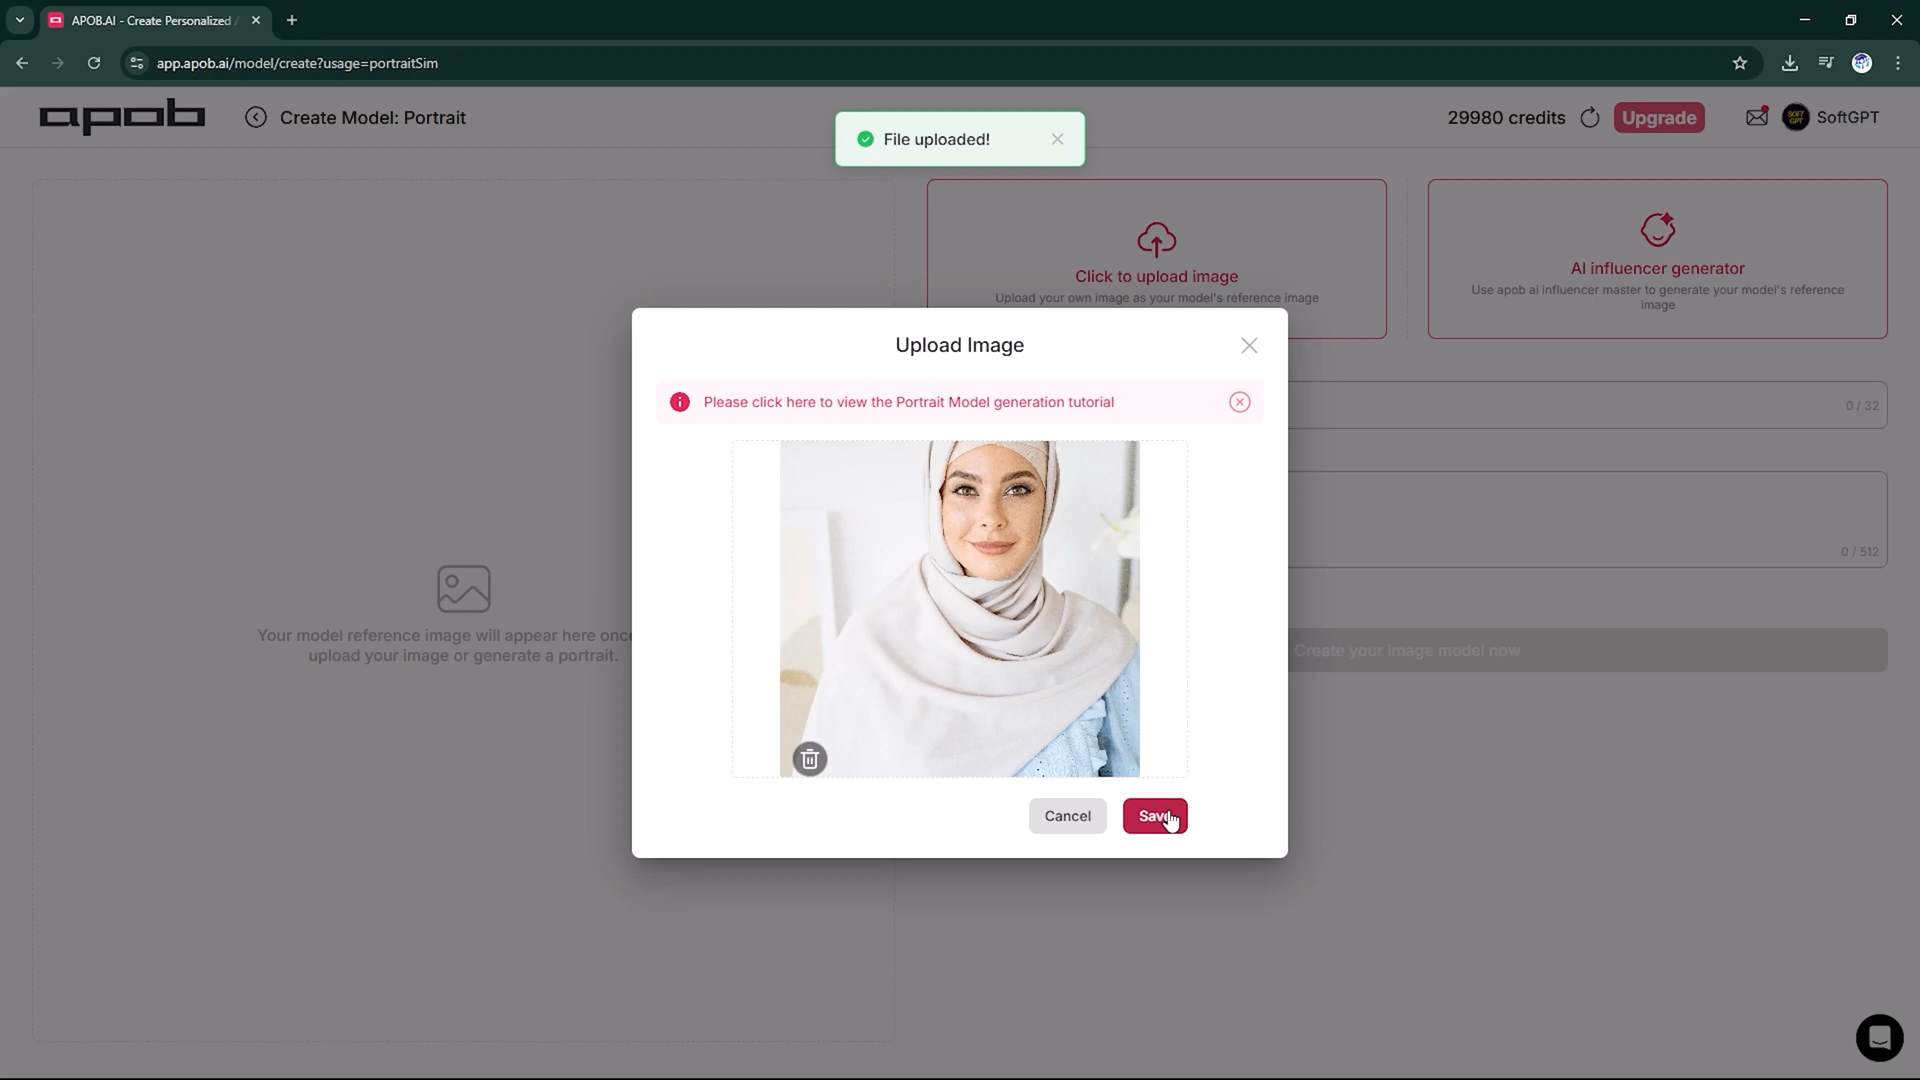 APOB.AI - Create Personalized
app.apob.ai/model/create?usage=portraitSim
apob
Create Model: Portrait
29980 credits
Upgrade
SOFT
GPT
SoftGPT
File uploaded!
Click to upload image
Upload your own image as your model's reference image
AI influencer generator
Use apob ai influencer master to generate your model's reference
image
Upload Image
Please click here to view the Portrait Model generation tutorial
0 / 32
0 / 512
Your model reference image will appear here once
upload your image or generate a portrait.
Create your image model now
Cancel
Save